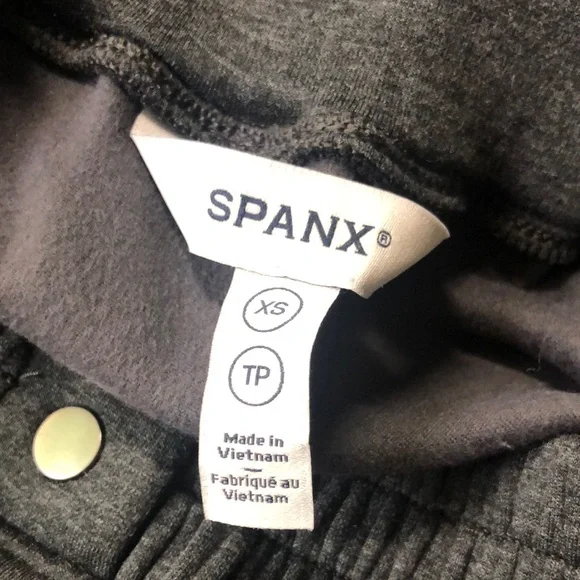 SPANX®
XS
TP
Made in
Vietnam
Fabriqué au
Vietnam